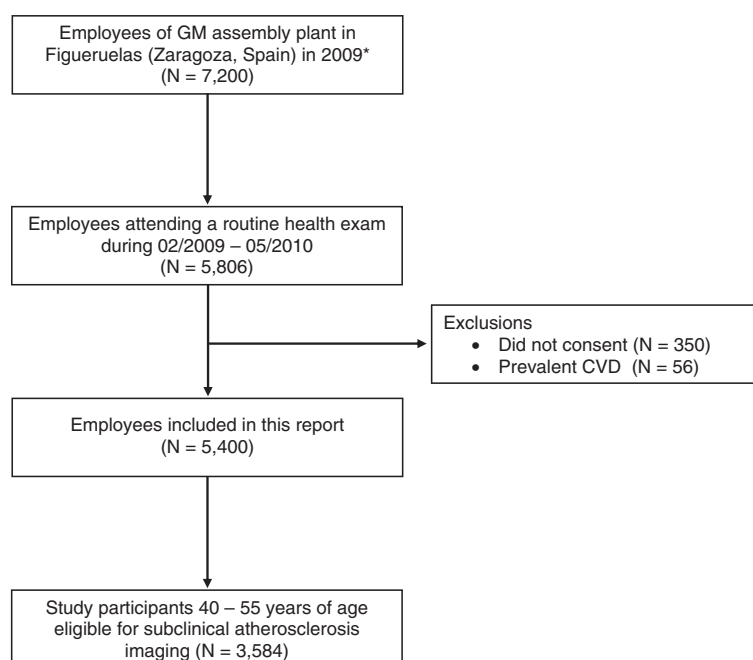 Employees of GM assembly plant in
Figueruelas (Zaragoza, Spain) in 2009*
(N = 7,200)
Employees attending a routine health exam
during 02/2009 – 05/2010
(N = 5,806)
Exclusions
• Did not consent (N = 350)
• Prevalent CVD (N = 56)
Employees included in this report
(N = 5,400)
Study participants 40 – 55 years of age
eligible for subclinical atherosclerosis
imaging (N = 3,584)